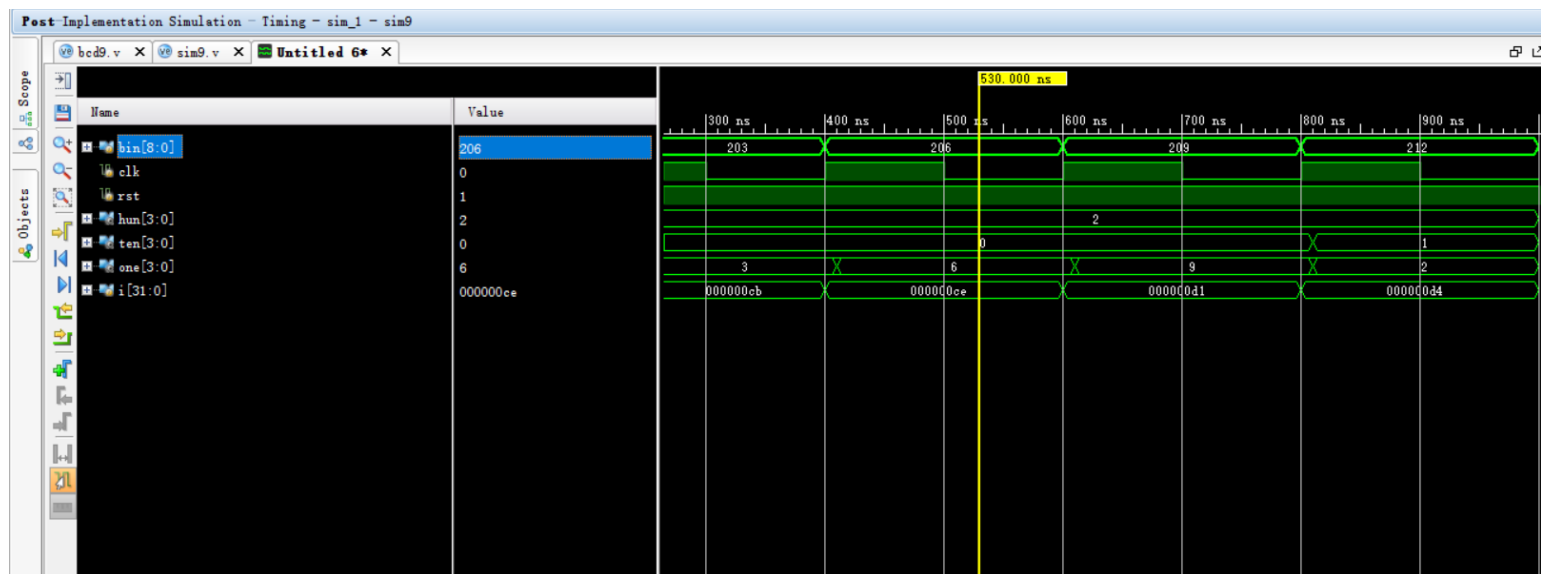 Post-Implementation Simulation - Timing - sim_1 - sim9
bcd9.v X sim9.v X Untitled 6* X
Scope
Objects
530.000 ns
Name Value
300 ns 400 ns 500 ns 600 ns 700 ns 800 ns 900 ns
bin[8:0] 206 203 206 209 212
clk 0
rst 1
hun[3:0] 2 2
ten[3:0] 0 0 1
one[3:0] 6 3 6 9 2
i[31:0] 000000ce 000000cb 000000ce 000000d1 000000d4